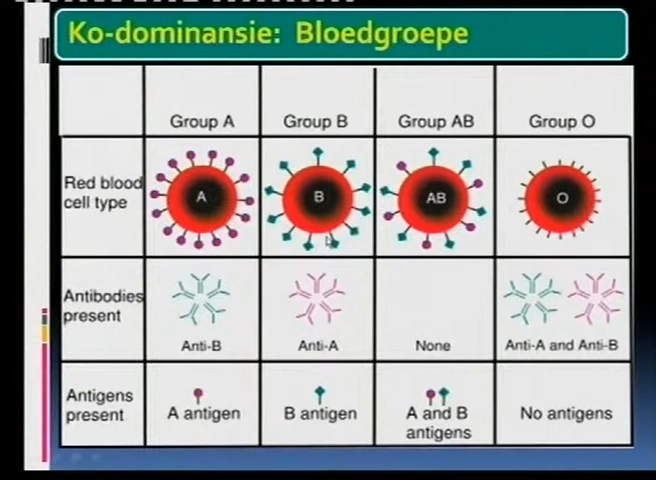 Ko-dominansie: Bloedgroepe
Group A
Group B
Group AB
Group O
Red blood
cell type
A
B
AB
O
Antibodies
present
Anti-B
Anti-A
None
Anti-A and Anti-B
Antigens
present
A antigen
B antigen
A and B
antigens
No antigens